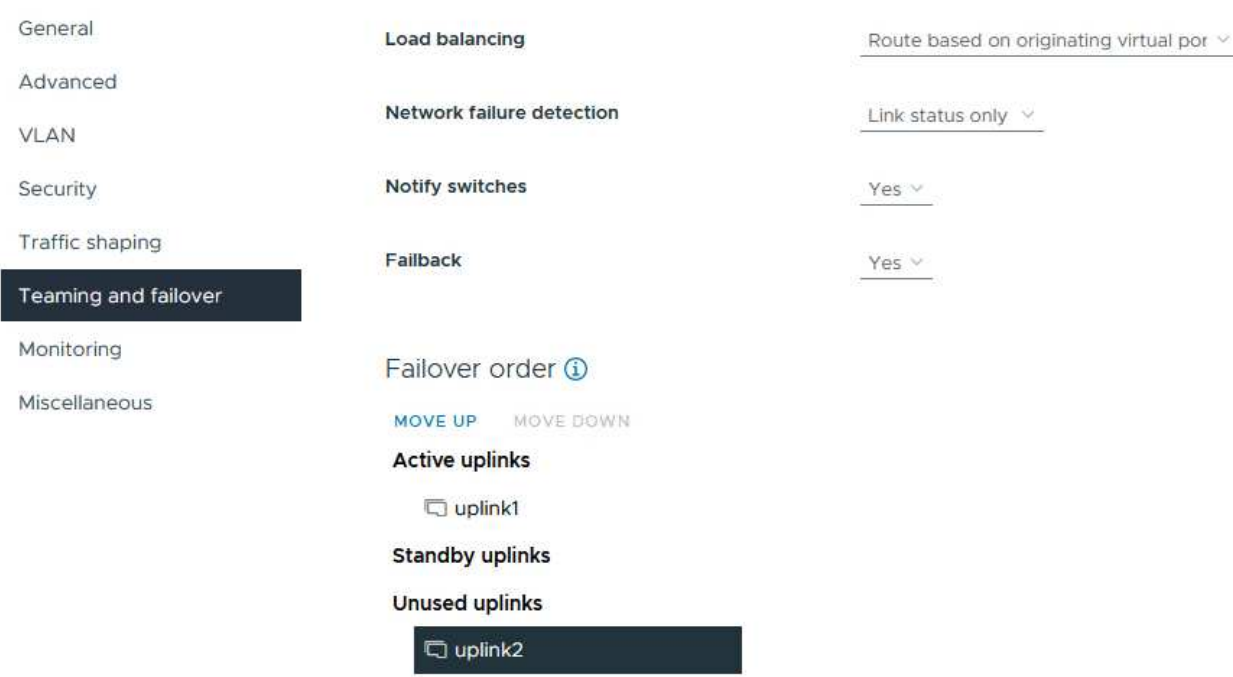 General
Advanced
VLAN
Security
Traffic shaping
Teaming and failover
Monitoring
Miscellaneous
Load balancing Route based on originating virtual por
Network failure detection Link status only
Notify switches Yes
Failback Yes
Failover order
MOVE UP MOVE DOWN
Active uplinks
uplink1
Standby uplinks
Unused uplinks
uplink2